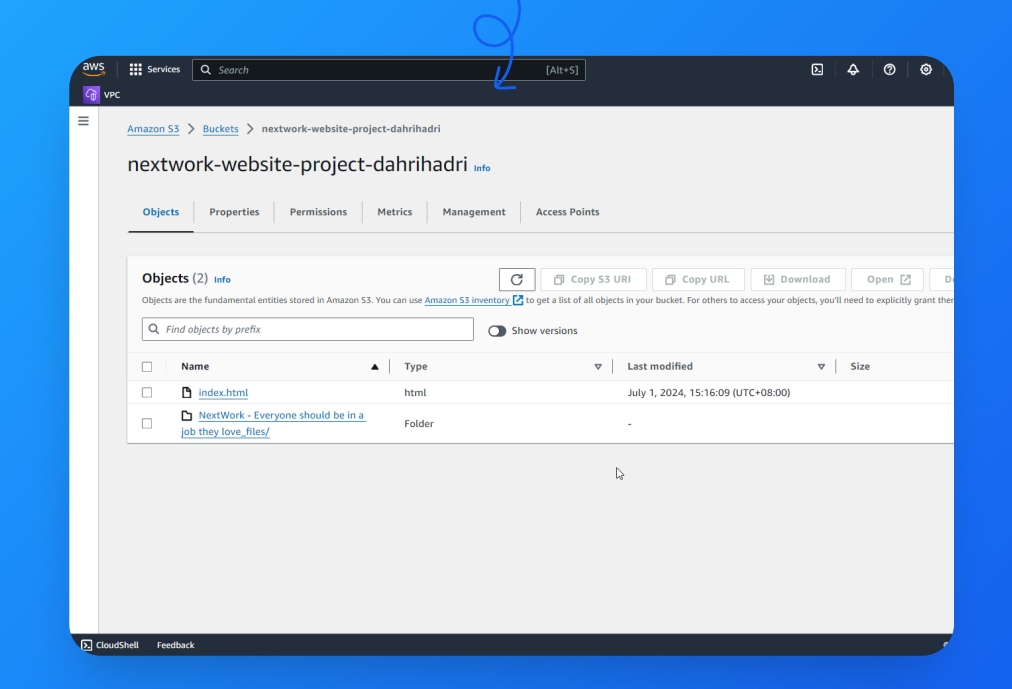 aws Services Search [Alt+S]
VPC
Amazon S3 Buckets nextwork-website-project-dahrihadri
nextwork-website-project-dahrihadri Info
Objects Properties Permissions Metrics Management Access Points
Objects (2) Info Copy S3 URI Copy URL Download Open
Objects are the fundamental entities stored in Amazon S3. You can use Amazon S3 inventory to get a list of all objects in your bucket. For others to access your objects, you'll need to explicitly grant
Find objects by prefix Show versions
Name Type Last modified Size
index.html html July 1, 2024, 15:16:09 (UTC+08:00)
NextWork - Everyone should be in a
job they love_files/ Folder -
CloudShell Feedback